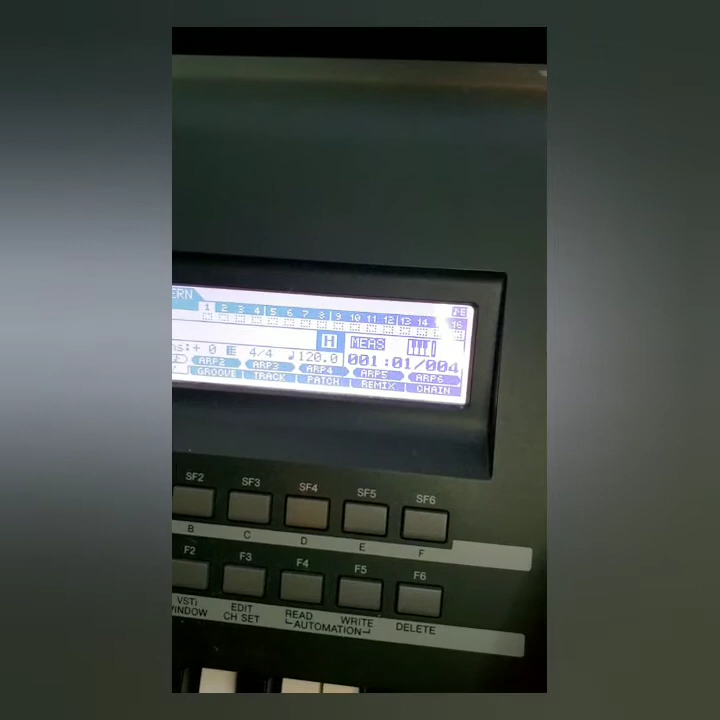 ERN
1 2 3 4 5 6 7 8 9 10 11 12 13 14 16
H MEAS
+ 0 4/4 ♩120.0 001:01/004
ARP2 ARP3 ARP4 ARP5 ARP6
GROOVE TRACK PATCH REMIX CHAIN
SF2 SF3 SF4 SF5 SF6
B C D E F
F2 F3 F4 F5 F6
VSTi EDIT READ WRITE DELETE
INDOW CH SET AUTOMATION